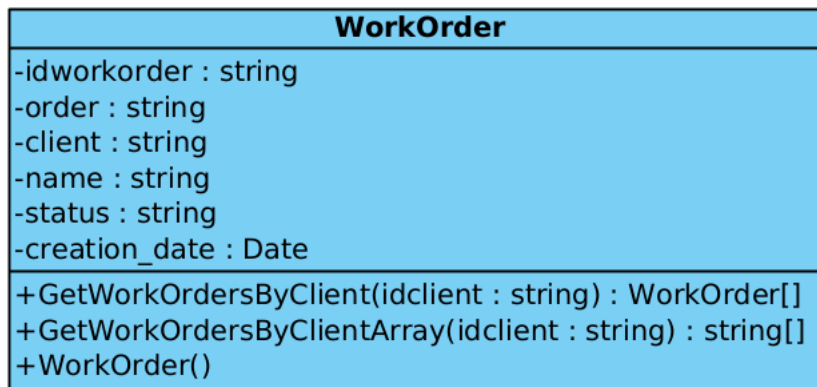 WorkOrder
-idworkorder : string
-order : string
-client : string
-name : string
-status : string
-creation_date : Date
+GetWorkOrdersByClient(idclient : string) : WorkOrder[]
+GetWorkOrdersByClientArray(idclient : string) : string[]
+WorkOrder()